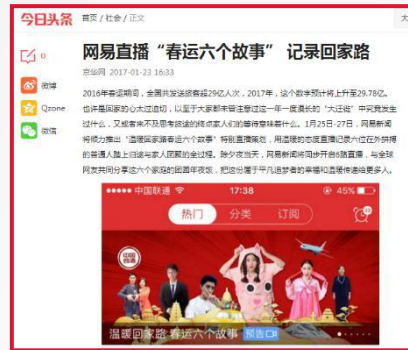 今日头条 首页 / 社会 / 正文
大
0
网易直播“春运六个故事” 记录回家路
京华网 2017-01-23 16:33
微博
Qzone
微信
2016年春运期间，全国共发送旅客超29亿人次，2017年，这个数字预计将上升至29.78亿。
也许是回家的心太过迫切，以至于大家都未曾注意过这一年一度漫长的“大迁徙”中究竟发生
过什么，又或者来不及思考旅途的终点家人们的等待意味着什么。1月25日-27日，网易新闻
将倾力推出‘温暖回家路春运六个故事’特别直播策划，用温暖的态度直播记录六位在外拼搏
的普通人踏上归途与家人团聚的全过程。除夕夜当天，网易新闻将同步开启6路直播，与全球
网友共同分享这六个家庭的团圆年夜饭，把这份属于平凡追梦者的幸福和温暖传递给更多人。
中国联通 17:38 45%
热门 分类 订阅
温暖回家路 春运六个故事 预告